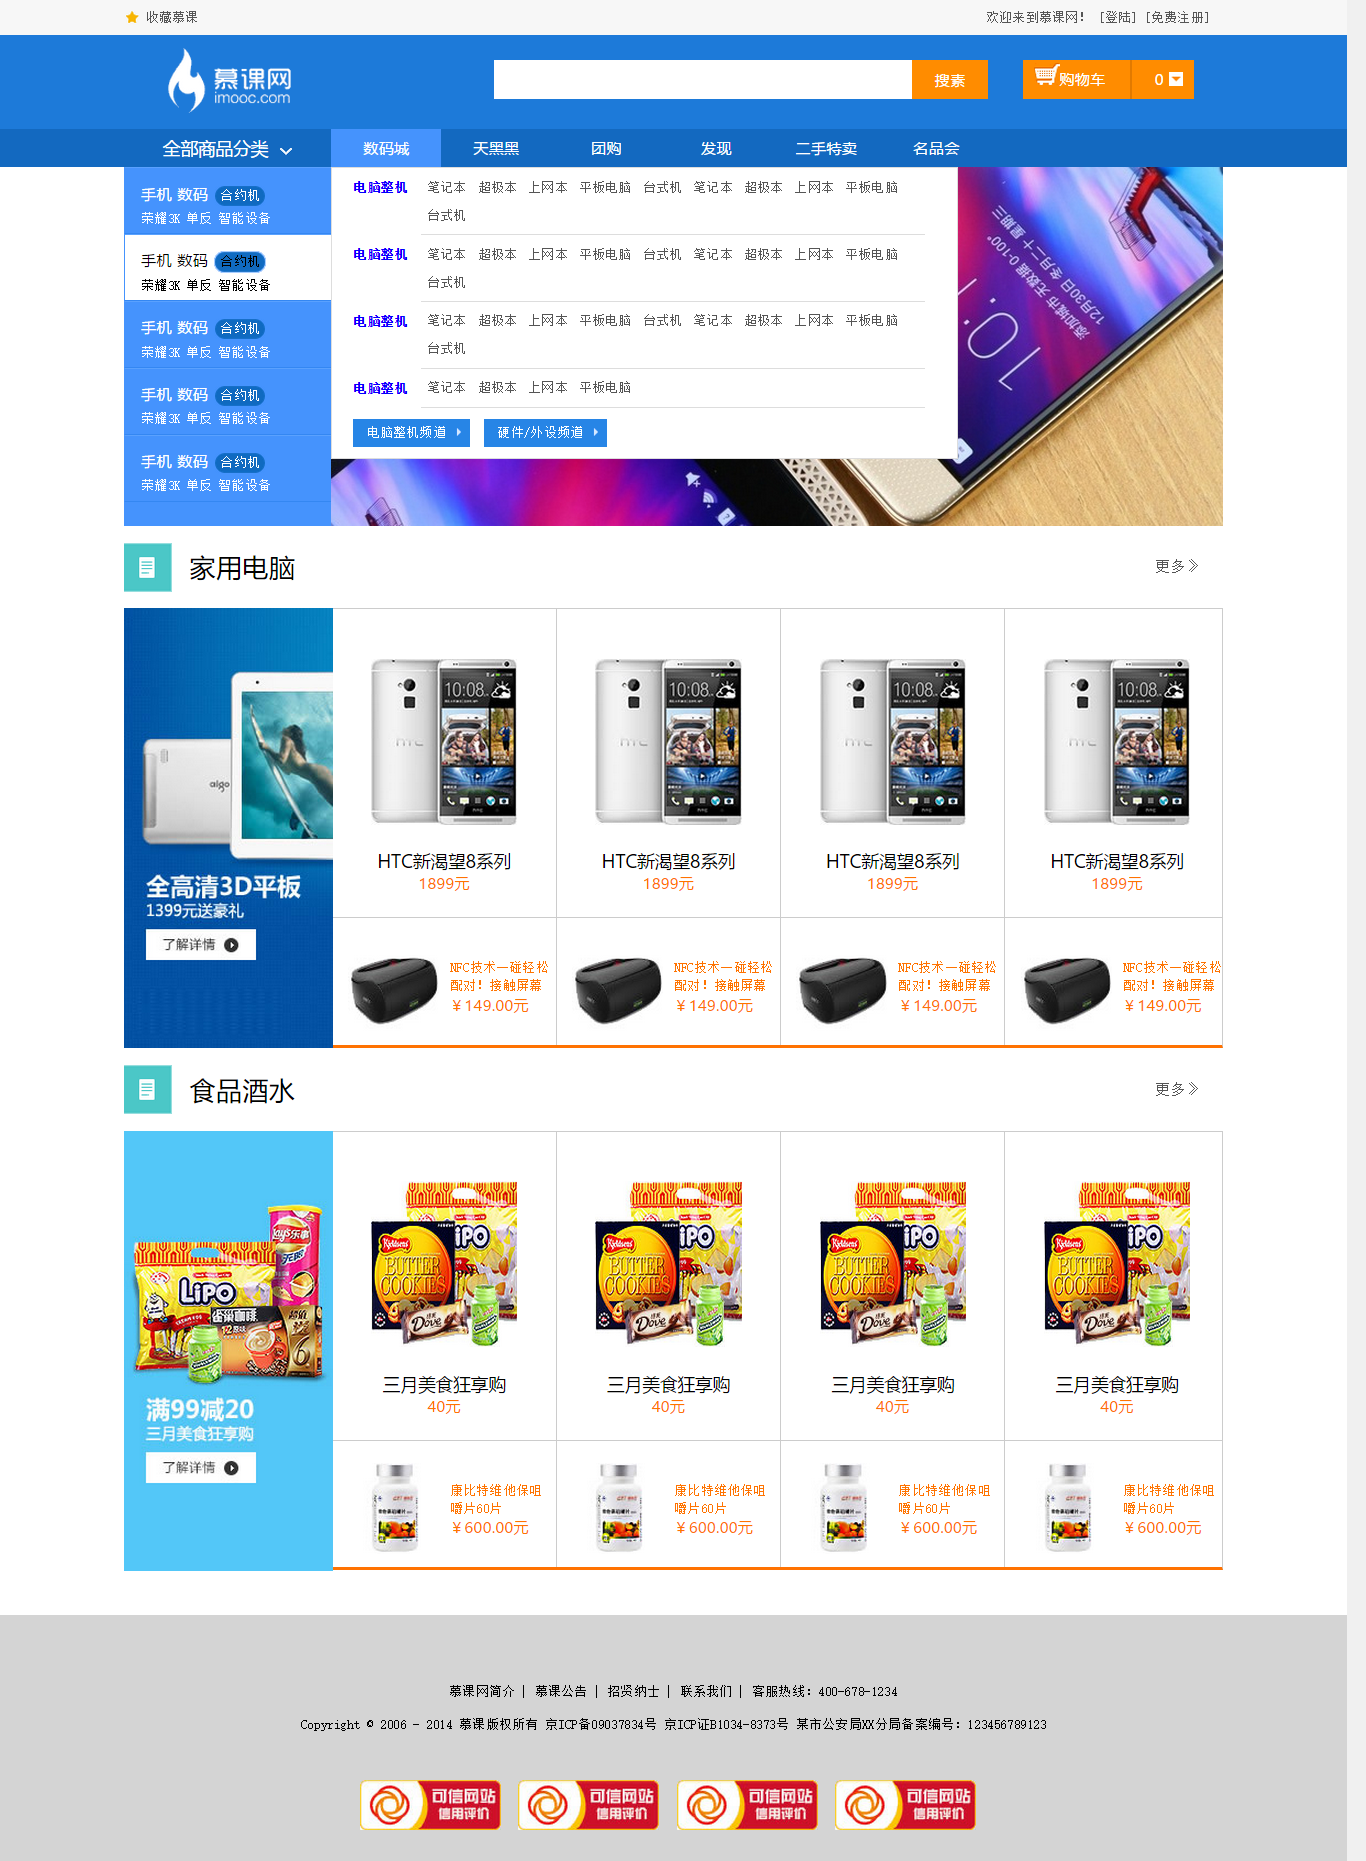 收藏慕课
欢迎来到慕课网! [登陆] [免费注册]
慕课网
imooc.com
搜素
购物车
0
全部商品分类
数码城 天黑黑 团购 发现 二手特卖 名品会
手机 数码 合约机
荣耀3K 单反 智能设备
手机 数码 合约机
荣耀3K 单反 智能设备
手机 数码 合约机
荣耀3K 单反 智能设备
手机 数码 合约机
荣耀3K 单反 智能设备
手机 数码 合约机
荣耀3K 单反 智能设备
电脑整机 笔记本 超极本 上网本 平板电脑 台式机 笔记本 超极本 上网本 平板电脑
台式机
电脑整机 笔记本 超极本 上网本 平板电脑 台式机 笔记本 超极本 上网本 平板电脑
台式机
电脑整机 笔记本 超极本 上网本 平板电脑 台式机 笔记本 超极本 上网本 平板电脑
台式机
电脑整机 笔记本 超极本 上网本 平板电脑
电脑整机频道 硬件/外设频道
家用电脑
更多
aigo
全高清3D平板
1399元送豪礼
了解详情
10:08 10:08 10:08 10:08
HTC新渴望8系列 HTC新渴望8系列 HTC新渴望8系列 HTC新渴望8系列
1899元 1899元 1899元 1899元
NFC技术一碰轻松 NFC技术一碰轻松 NFC技术一碰轻松 NFC技术一碰轻松
配对! 接触屏幕 配对! 接触屏幕 配对! 接触屏幕 配对! 接触屏幕
¥149.00元 ¥149.00元 ¥149.00元 ¥149.00元
食品酒水
更多
LiPO
满99减20
三月美食狂享购
了解详情
Kjeldsens BUTTER COOKIES Dove
Kjeldsens BUTTER COOKIES Dove
Kjeldsens BUTTER COOKIES Dove
Kjeldsens BUTTER COOKIES Dove
三月美食狂享购 三月美食狂享购 三月美食狂享购 三月美食狂享购
40元 40元 40元 40元
康比特维他保咀 康比特维他保咀 康比特维他保咀 康比特维他保咀
嚼片60片 嚼片60片 嚼片60片 嚼片60片
¥600.00元 ¥600.00元 ¥600.00元 ¥600.00元
慕课网简介 | 慕课公告 | 招贤纳士 | 联系我们 | 客服热线: 400-678-1234
Copyright © 2006 - 2014 慕课版权所有 京ICP备09037834号 京ICP证B1034-8373号 某市公安局XX分局备案编号: 123456789123
可信网站 可信网站 可信网站 可信网站
信用评价 信用评价 信用评价 信用评价